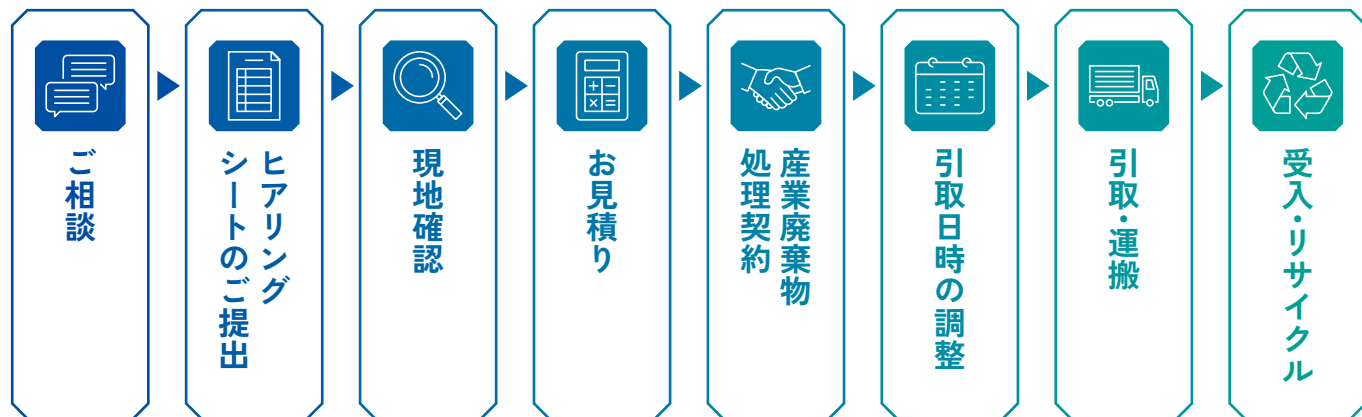 ご相談
ヒアリング
シートのご提出
現地確認
お見積り
産業廃棄物
処理契約
引取日時の調整
引取・運搬
受入・リサイクル